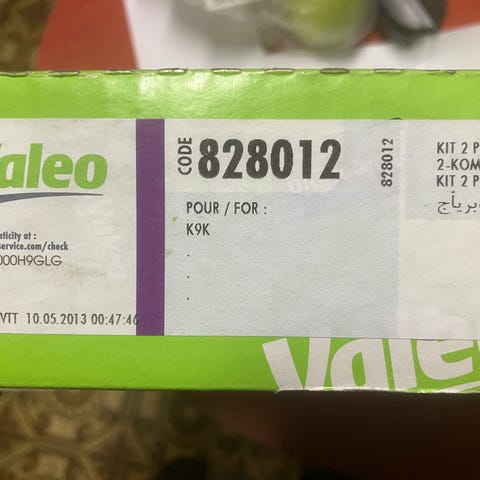 Valeo
aticity at :
service.com/check
000H9GLG
VTT 10.05.2013 00:47:46
CODE 828012
POUR / FOR :
K9K
.
.
.
828012
KIT 2 P
2-KOM
KIT 2 P
Valeo